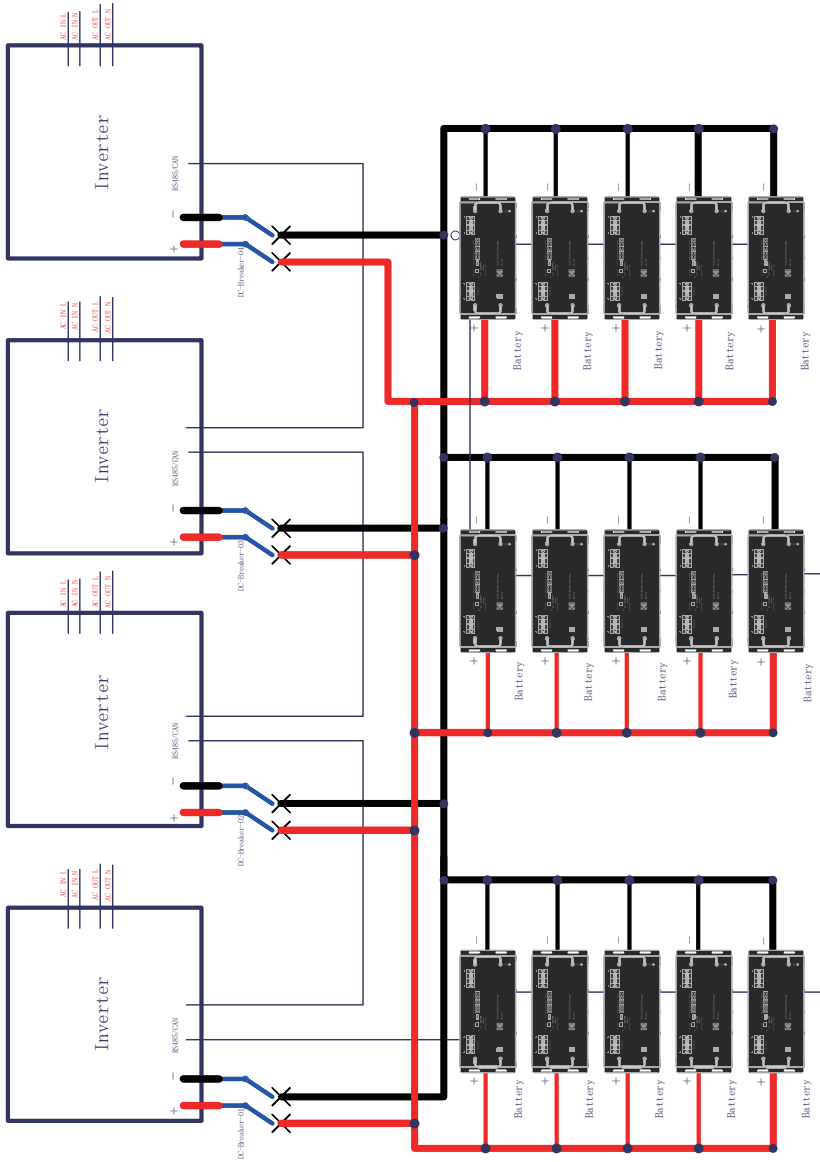 AC IN L
AC IN N
AC OUT L
AC OUT N
Inverter
RS485/CAN
−
+
DC-Breaker-04
AC IN L
AC IN N
AC OUT L
AC OUT N
Inverter
RS485/CAN
−
+
DC-Breaker-03
AC IN L
AC IN N
AC OUT L
AC OUT N
Inverter
RS485/CAN
−
+
DC-Breaker-02
AC IN L
AC IN N
AC OUT L
AC OUT N
Inverter
RS485/CAN
−
+
DC-Breaker-01
− − − − −
+ + + + +
Battery Battery Battery Battery Battery
− − − − −
+ + + + +
Battery Battery Battery Battery Battery
− − − − −
+ + + + +
Battery Battery Battery Battery Battery